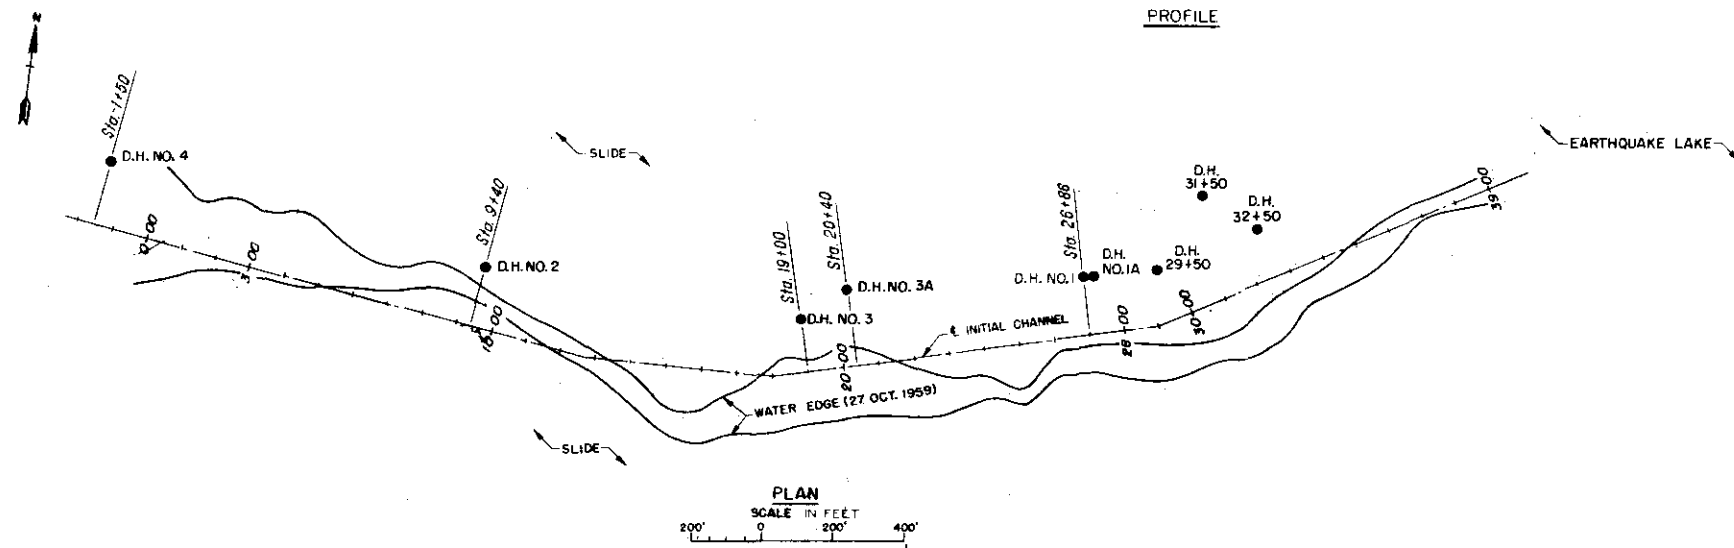 PROFILE
N
Sta. -1+50
D.H. NO. 4
SLIDE
EARTHQUAKE LAKE
D.H.
31+50
D.H.
32+50
Sta. 9+40
D.H. NO. 2
Sta. 19+00
Sta. 20+40
Sta. 26+86
D.H. NO. 1
D.H.
NO. 1A
D.H.
29+50
39+00
0+00
3+00
D.H. NO. 3A
D.H. NO. 3
℄ INITIAL CHANNEL
30+00
28+00
20+00
WATER EDGE (27 OCT. 1959)
SLIDE
PLAN
SCALE IN FEET
200' 0 200' 400'